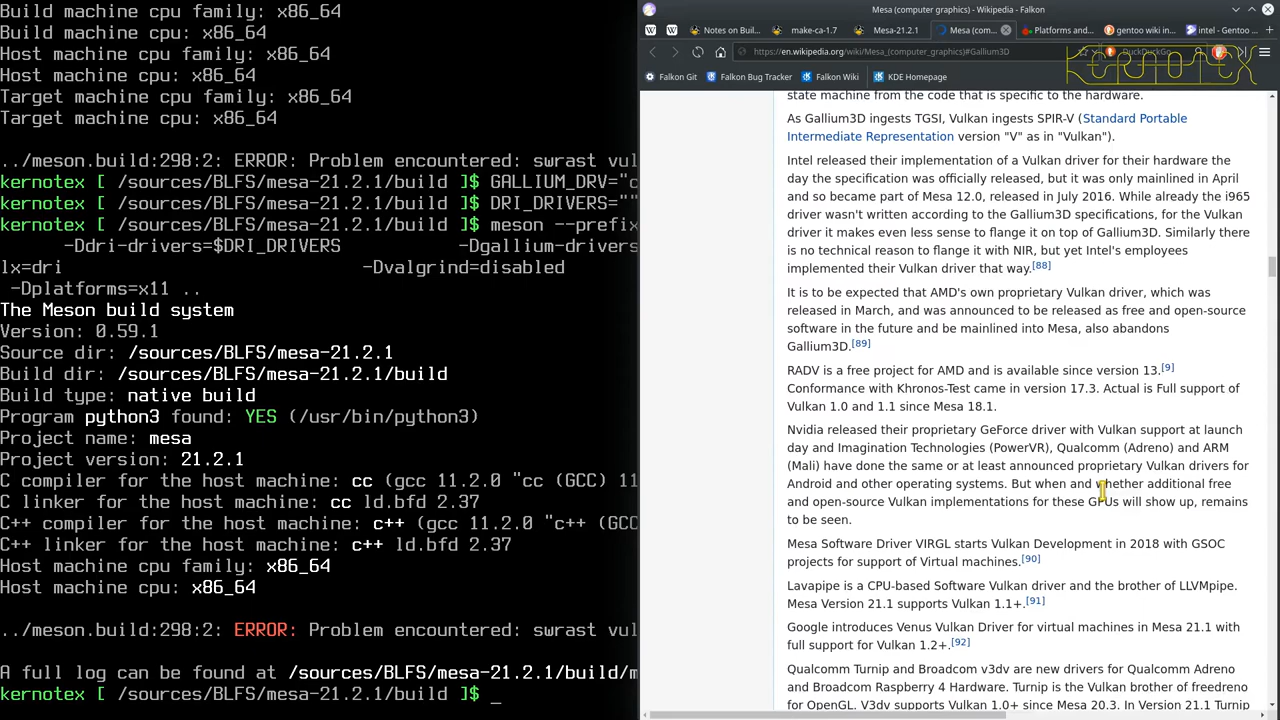 Build machine cpu family: x86_64
Build machine cpu: x86_64
Host machine cpu family: x86_64
Host machine cpu: x86_64
Target machine cpu family: x86_64
Target machine cpu: x86_64
../meson.build:298:2: ERROR: Problem encountered: swrast vul
kernotex [ /sources/BLFS/mesa-21.2.1/build ]$ GALLIUM_DRV="c
kernotex [ /sources/BLFS/mesa-21.2.1/build ]$ DRI_DRIVERS=""
kernotex [ /sources/BLFS/mesa-21.2.1/build ]$ meson --prefix
-Ddri-drivers=$DRI_DRIVERS -Dgallium-drivers
lx=dri -Dvalgrind=disabled
-Dplatforms=x11 ..
The Meson build system
Version: 0.59.1
Source dir: /sources/BLFS/mesa-21.2.1
Build dir: /sources/BLFS/mesa-21.2.1/build
Build type: native build
Program python3 found: YES (/usr/bin/python3)
Project name: mesa
Project version: 21.2.1
C compiler for the host machine: cc (gcc 11.2.0 "cc (GCC) 11
C linker for the host machine: cc ld.bfd 2.37
C++ compiler for the host machine: c++ (gcc 11.2.0 "c++ (GCC
C++ linker for the host machine: c++ ld.bfd 2.37
Host machine cpu family: x86_64
Host machine cpu: x86_64
../meson.build:298:2: ERROR: Problem encountered: swrast vul
A full log can be found at /sources/BLFS/mesa-21.2.1/build/m
kernotex [ /sources/BLFS/mesa-21.2.1/build ]$ _
Mesa (computer graphics) - Wikipedia - Falkon
Notes on Buil make-ca-1.7 Mesa-21.2.1 Mesa (com... Platforms and gentoo wiki in... intel - Gentoo
https://en.wikipedia.org/wiki/Mesa_(computer_graphics)#Gallium3D DuckDuckGo
KernoteX
Falkon Git Falkon Bug Tracker Falkon Wiki KDE Homepage
state machine from the code that is specific to the hardware.
As Gallium3D ingests TGSI, Vulkan ingests SPIR-V (Standard Portable
Intermediate Representation version "V" as in "Vulkan").
Intel released their implementation of a Vulkan driver for their hardware the
day the specification was officially released, but it was only mainlined in April
and so became part of Mesa 12.0, released in July 2016. While already the i965
driver wasn't written according to the Gallium3D specifications, for the Vulkan
driver it makes even less sense to flange it on top of Gallium3D. Similarly there
is no technical reason to flange it with NIR, but yet Intel's employees
implemented their Vulkan driver that way.[88]
It is to be expected that AMD's own proprietary Vulkan driver, which was
released in March, and was announced to be released as free and open-source
software in the future and be mainlined into Mesa, also abandons
Gallium3D.[89]
RADV is a free project for AMD and is available since version 13.[9]
Conformance with Khronos-Test came in version 17.3. Actual is Full support of
Vulkan 1.0 and 1.1 since Mesa 18.1.
Nvidia released their proprietary GeForce driver with Vulkan support at launch
day and Imagination Technologies (PowerVR), Qualcomm (Adreno) and ARM
(Mali) have done the same or at least announced proprietary Vulkan drivers for
Android and other operating systems. But when and whether additional free
and open-source Vulkan implementations for these GPUs will show up, remains
to be seen.
Mesa Software Driver VIRGL starts Vulkan Development in 2018 with GSOC
projects for support of Virtual machines.[90]
Lavapipe is a CPU-based Software Vulkan driver and the brother of LLVMpipe.
Mesa Version 21.1 supports Vulkan 1.1+.[91]
Google introduces Venus Vulkan Driver for virtual machines in Mesa 21.1 with
full support for Vulkan 1.2+.[92]
Qualcomm Turnip and Broadcom v3dv are new drivers for Qualcomm Adreno
and Broadcom Raspberry 4 Hardware. Turnip is the Vulkan brother of freedreno
for OpenGL. V3dv supports Vulkan 1.0+ since Mesa 20.3. In Version 21.1 Turnip